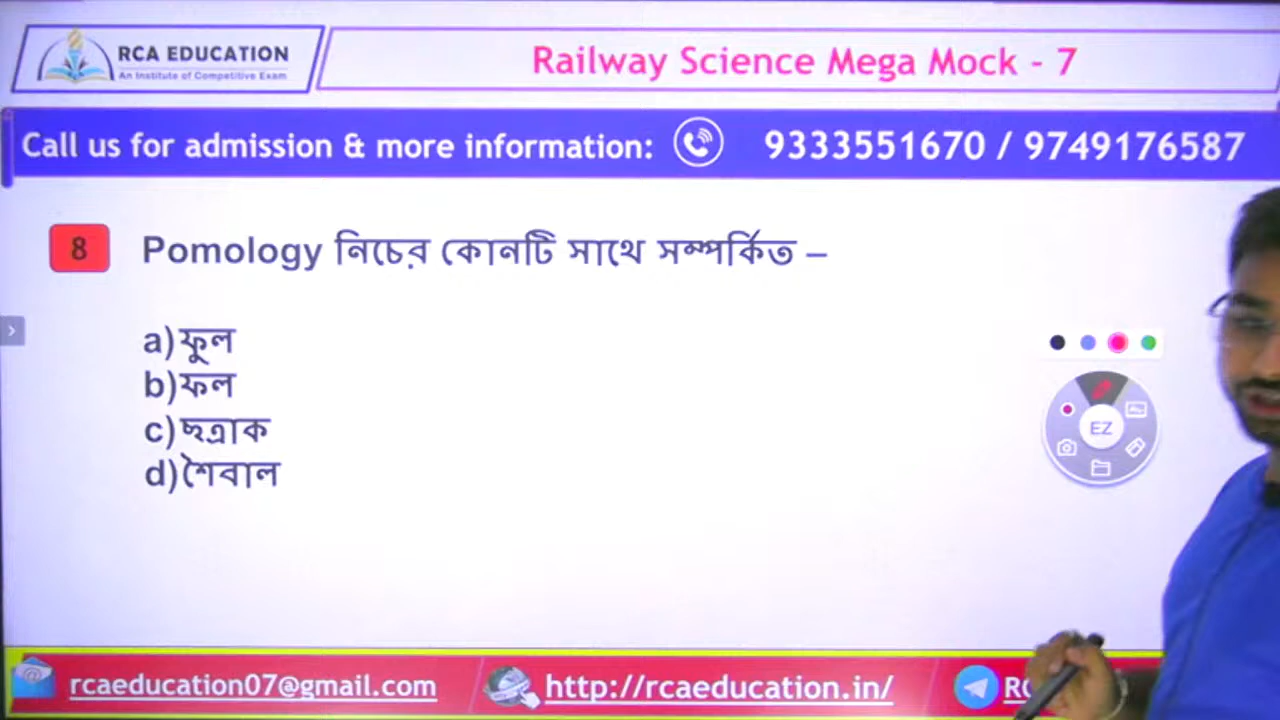 RCA EDUCATION
An Institute of Competitive Exam
Railway Science Mega Mock - 7
Call us for admission & more information: 9333551670 / 9749176587
8 Pomology নিচের কোনটি সাথে সম্পর্কিত –
a)ফুল
b)ফল
c)ছত্রাক
d)শৈবাল
EZ
rcaeducation07@gmail.com http://rcaeducation.in/